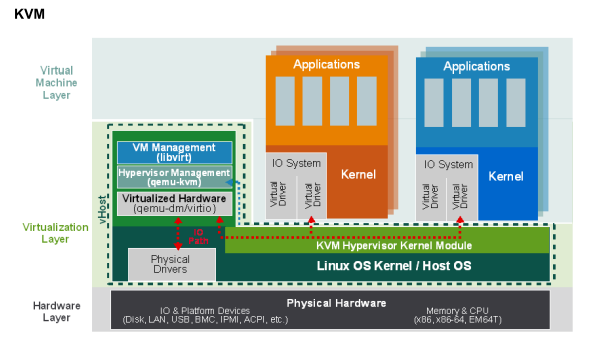 KVM
Virtual
Machine
Layer
Applications
Applications
IO System
Virtual
Driver
Virtual
Driver
Kernel
IO System
Virtual
Driver
Virtual
Driver
Kernel
vHost
VM Management
(libvirt)
Hypervisor Management
(qemu-kvm)
Virtualized Hardware
(qemu-dm/virtio)
IO
Path
Virtualization
Layer
KVM Hypervisor Kernel Module
Physical
Drivers
Linux OS Kernel / Host OS
Hardware
Layer
Physical Hardware
IO & Platform Devices
(Disk, LAN, USB, BMC, IPMI, ACPI, etc.)
Memory & CPU
(x86, x86-64, EM64T)